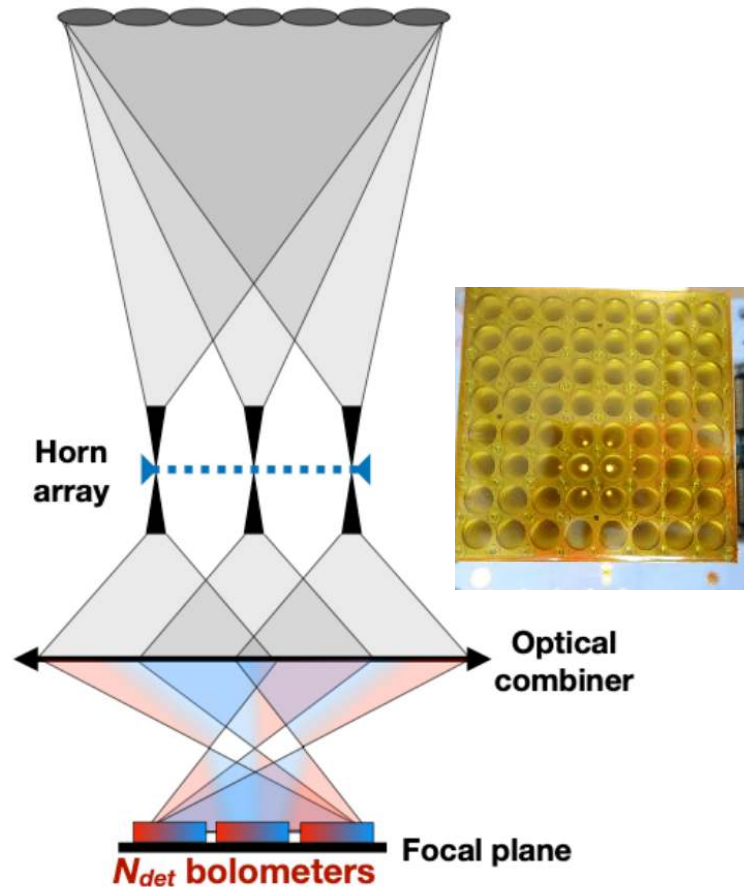 Horn
array
Optical
combiner
Focal plane
N_det bolometers